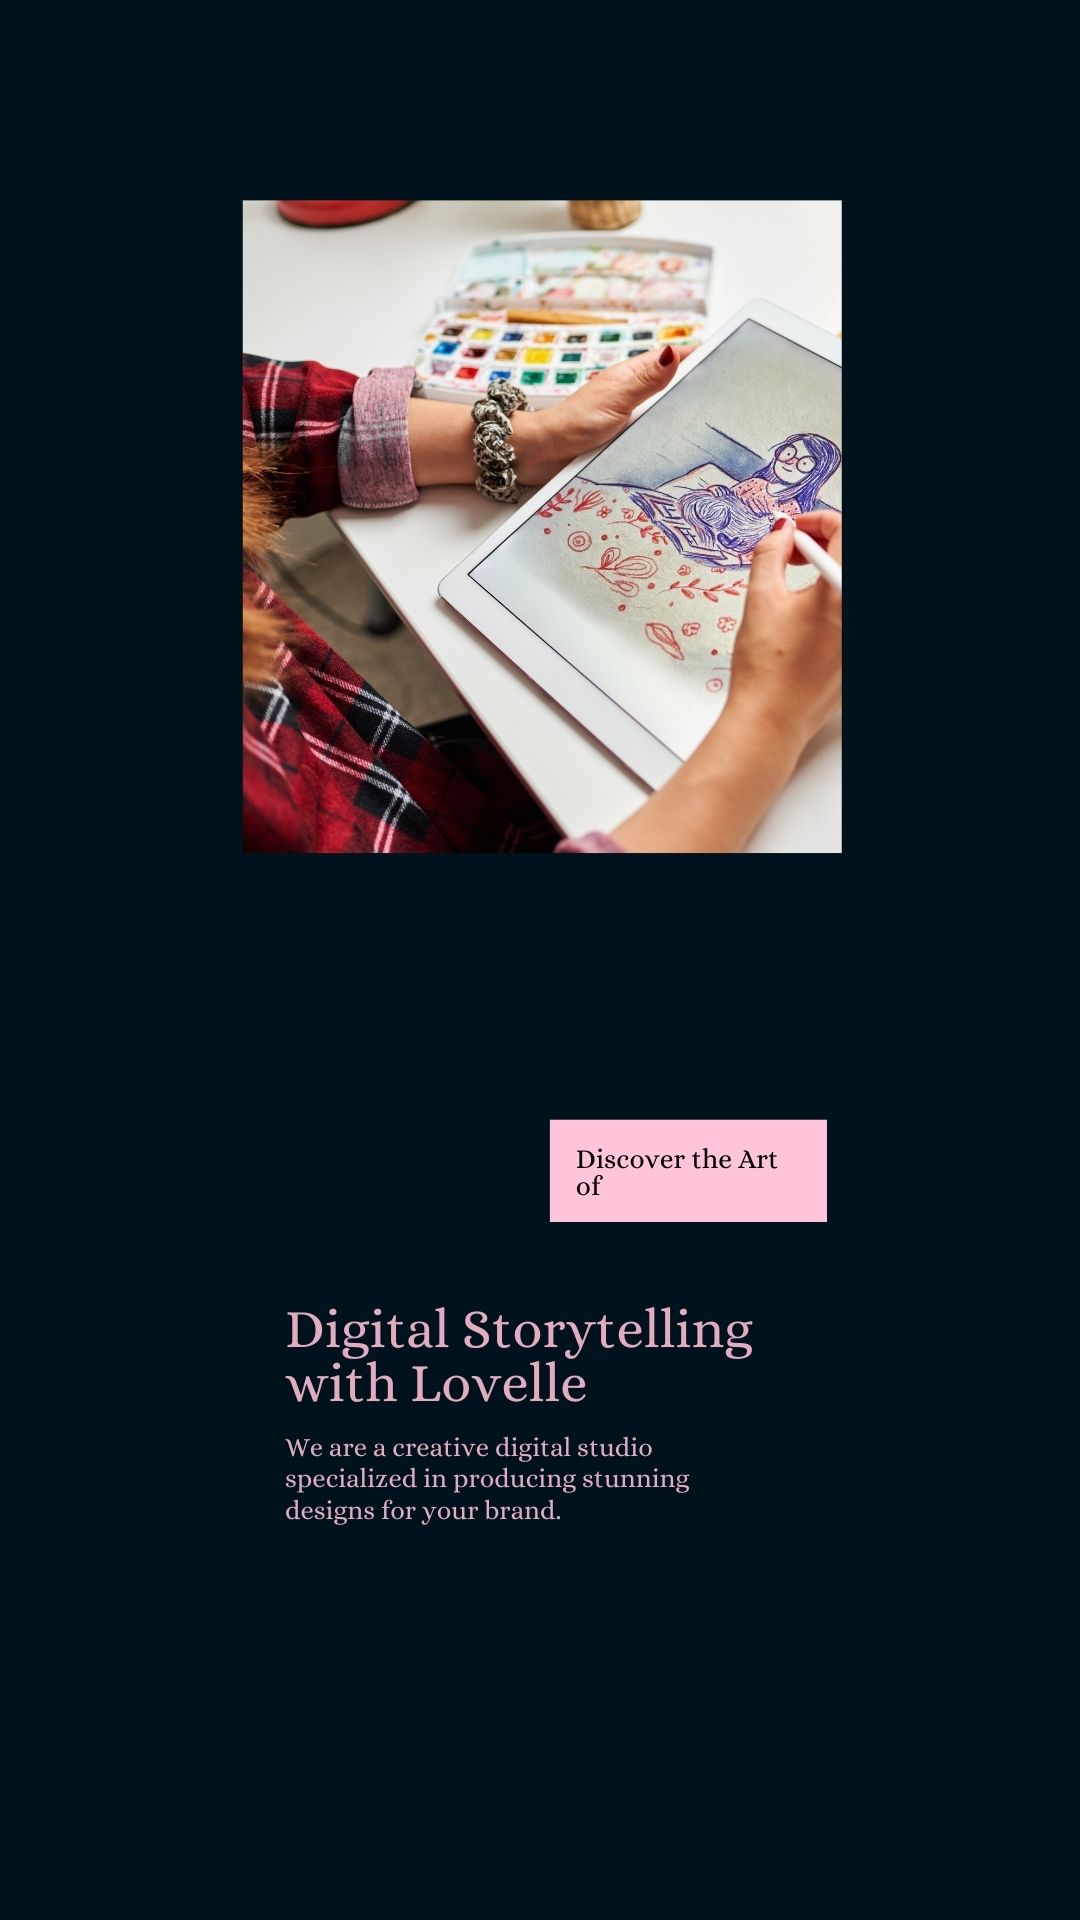 Discover the Art
of
Digital Storytelling
with Lovelle
We are a creative digital studio
specialized in producing stunning
designs for your brand.